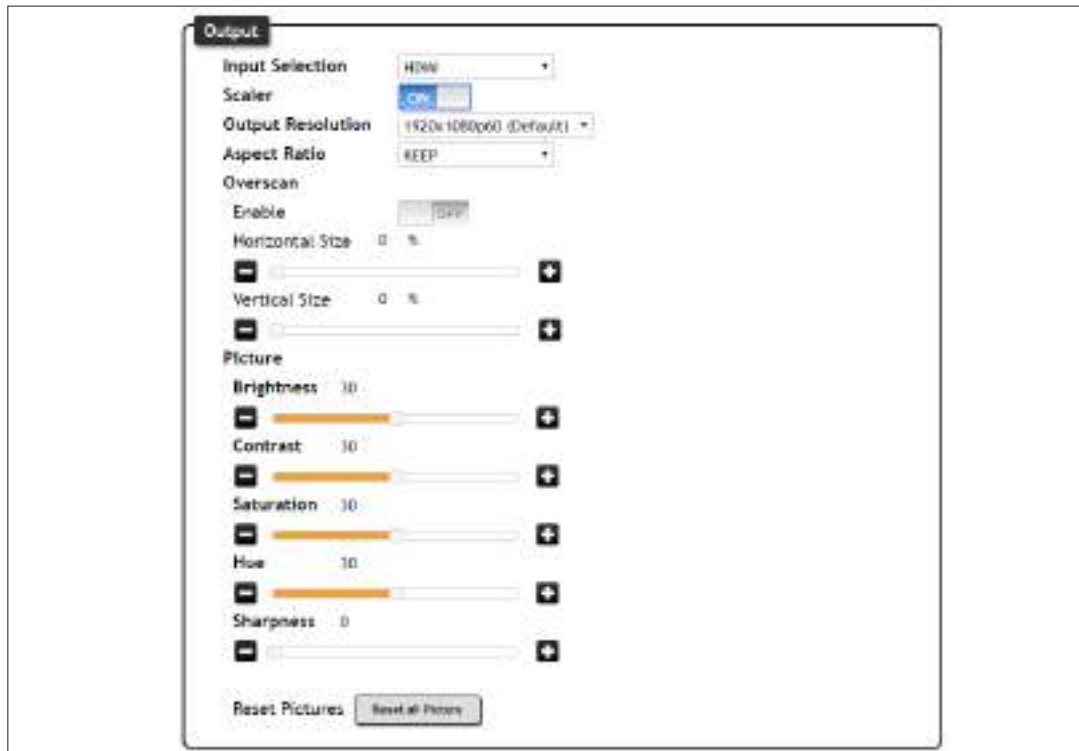 Output
Input Selection HDMI
Scaler ON
Output Resolution 1920x1080p60 (Default)
Aspect Ratio KEEP
Overscan
Enable OFF
Horizontal Size 0 %
Vertical Size 0 %
Picture
Brightness 30
Contrast 30
Saturation 30
Hue 30
Sharpness 0
Reset Pictures Reset all Picture